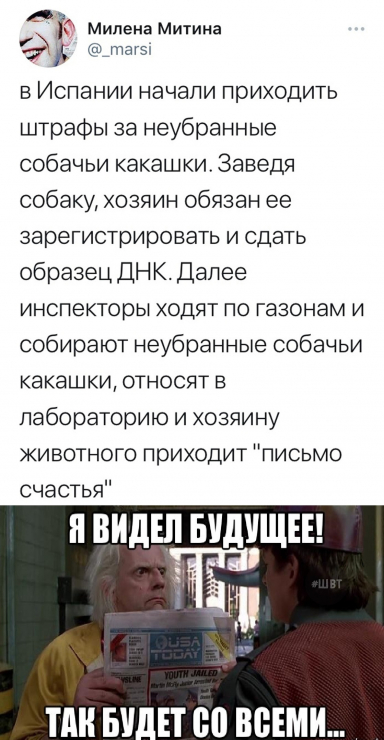 Милена Митина
@_marsi
в Испании начали приходить
штрафы за неубранные
собачьи какашки. Заведя
собаку, хозяин обязан ее
зарегистрировать и сдать
образец ДНК. Далее
инспекторы ходят по газонам и
собирают неубранные собачьи
какашки, относят в
лабораторию и хозяину
животного приходит "письмо
счастья"
Я ВИДЕЛ БУДУЩЕЕ!
#ШВТ
USA
TODAY
YOUTH JAILED
ТАК БУДЕТ СО ВСЕМИ...